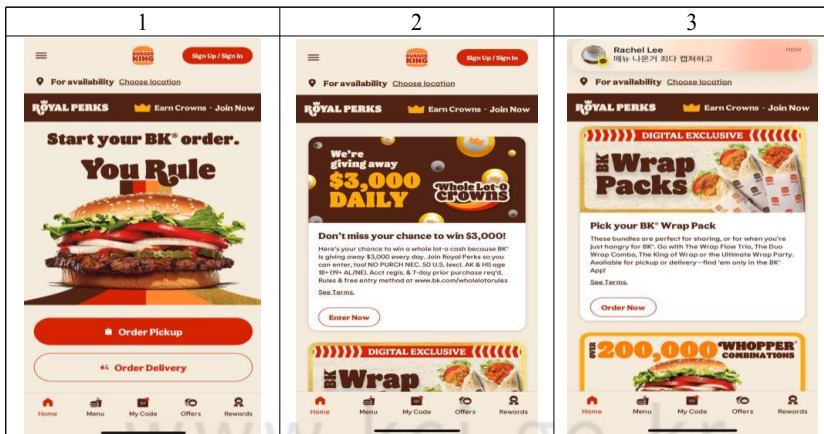 1 2 3
BURGER KING
Sign Up / Sign In
For availability Choose location
ROYAL PERKS Earn Crowns - Join Now
Start your BK® order.
You Rule
Order Pickup
Order Delivery
Home Menu My Code Offers Rewards
BURGER KING
Sign Up / Sign In
For availability Choose location
ROYAL PERKS Earn Crowns - Join Now
We're
giving away
$3,000
DAILY
Whole Lot-O
CROWNS
Don't miss your chance to win $3,000!
Here's your chance to win a whole lot-o cash because BK®
is giving away $3,000 every day. Join Royal Perks so you
can enter, too! NO PURCH NEC. 50 U.S. (excl. AK & HI) age
18+ (19+ AL/NE). Acct regis. & 7-day prior purchase req'd.
Rules & free entry method at www.bk.com/wholelotorules
See Terms.
Enter Now
DIGITAL EXCLUSIVE
BK Wrap
Home Menu My Code Offers Rewards
Rachel Lee now
메뉴 나온거 죄다 캡쳐하고
For availability Choose location
ROYAL PERKS Earn Crowns - Join Now
DIGITAL EXCLUSIVE
BK Wrap
Packs
Pick your BK® Wrap Pack
These bundles are perfect for sharing, or for when you're
just hangry for BK®. Go with The Wrap Flow Trio, The Duo
Wrap Combo, The King of Wrap or the Ultimate Wrap Party.
Available for pickup or delivery—find 'em only in the BK®
App!
See Terms.
Order Now
OVER 200,000 WHOPPER®
COMBINATIONS
Home Menu My Code Offers Rewards